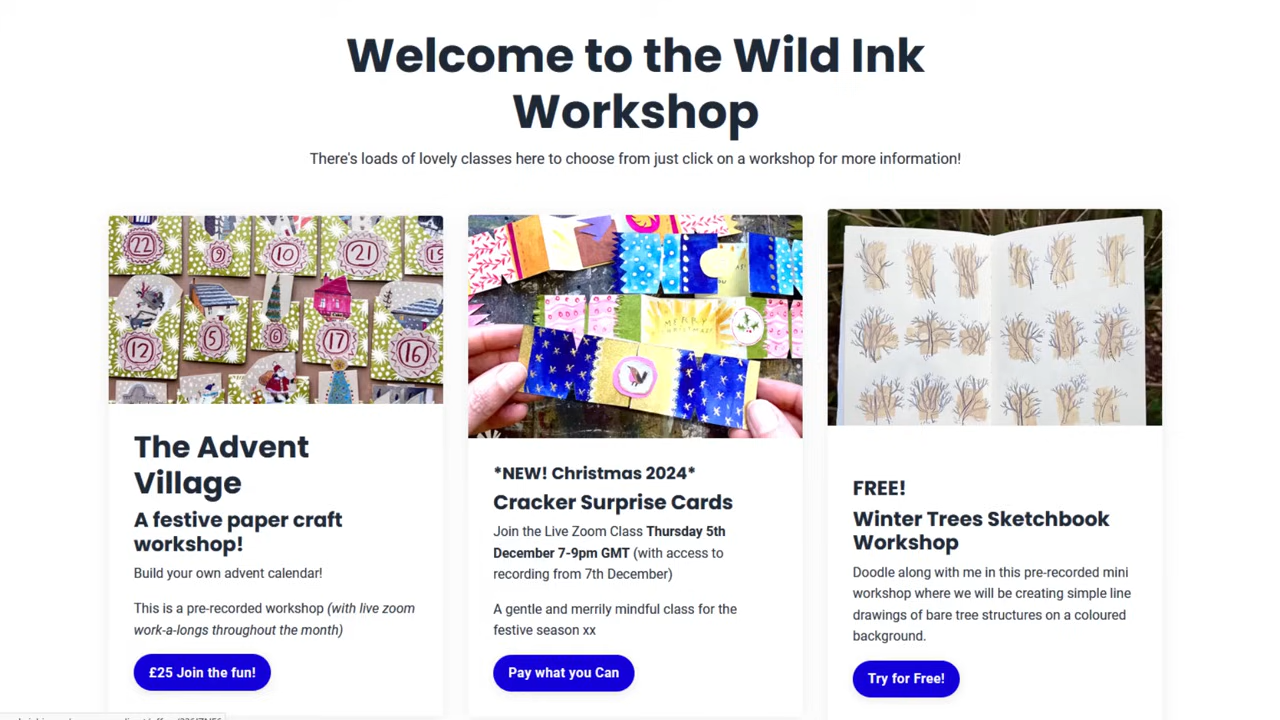 Welcome to the Wild Ink
Workshop
There's loads of lovely classes here to choose from just click on a workshop for more information!
22
9
10
21
19
12
5
6
17
16
MERRY
CHRISTMAS!
The Advent
Village
A festive paper craft
workshop!
Build your own advent calendar!
This is a pre-recorded workshop (with live zoom
work-a-longs throughout the month)
£25 Join the fun!
*NEW! Christmas 2024*
Cracker Surprise Cards
Join the Live Zoom Class Thursday 5th
December 7-9pm GMT (with access to
recording from 7th December)
A gentle and merrily mindful class for the
festive season xx
Pay what you Can
FREE!
Winter Trees Sketchbook
Workshop
Doodle along with me in this pre-recorded mini
workshop where we will be creating simple line
drawings of bare tree structures on a coloured
background.
Try for Free!